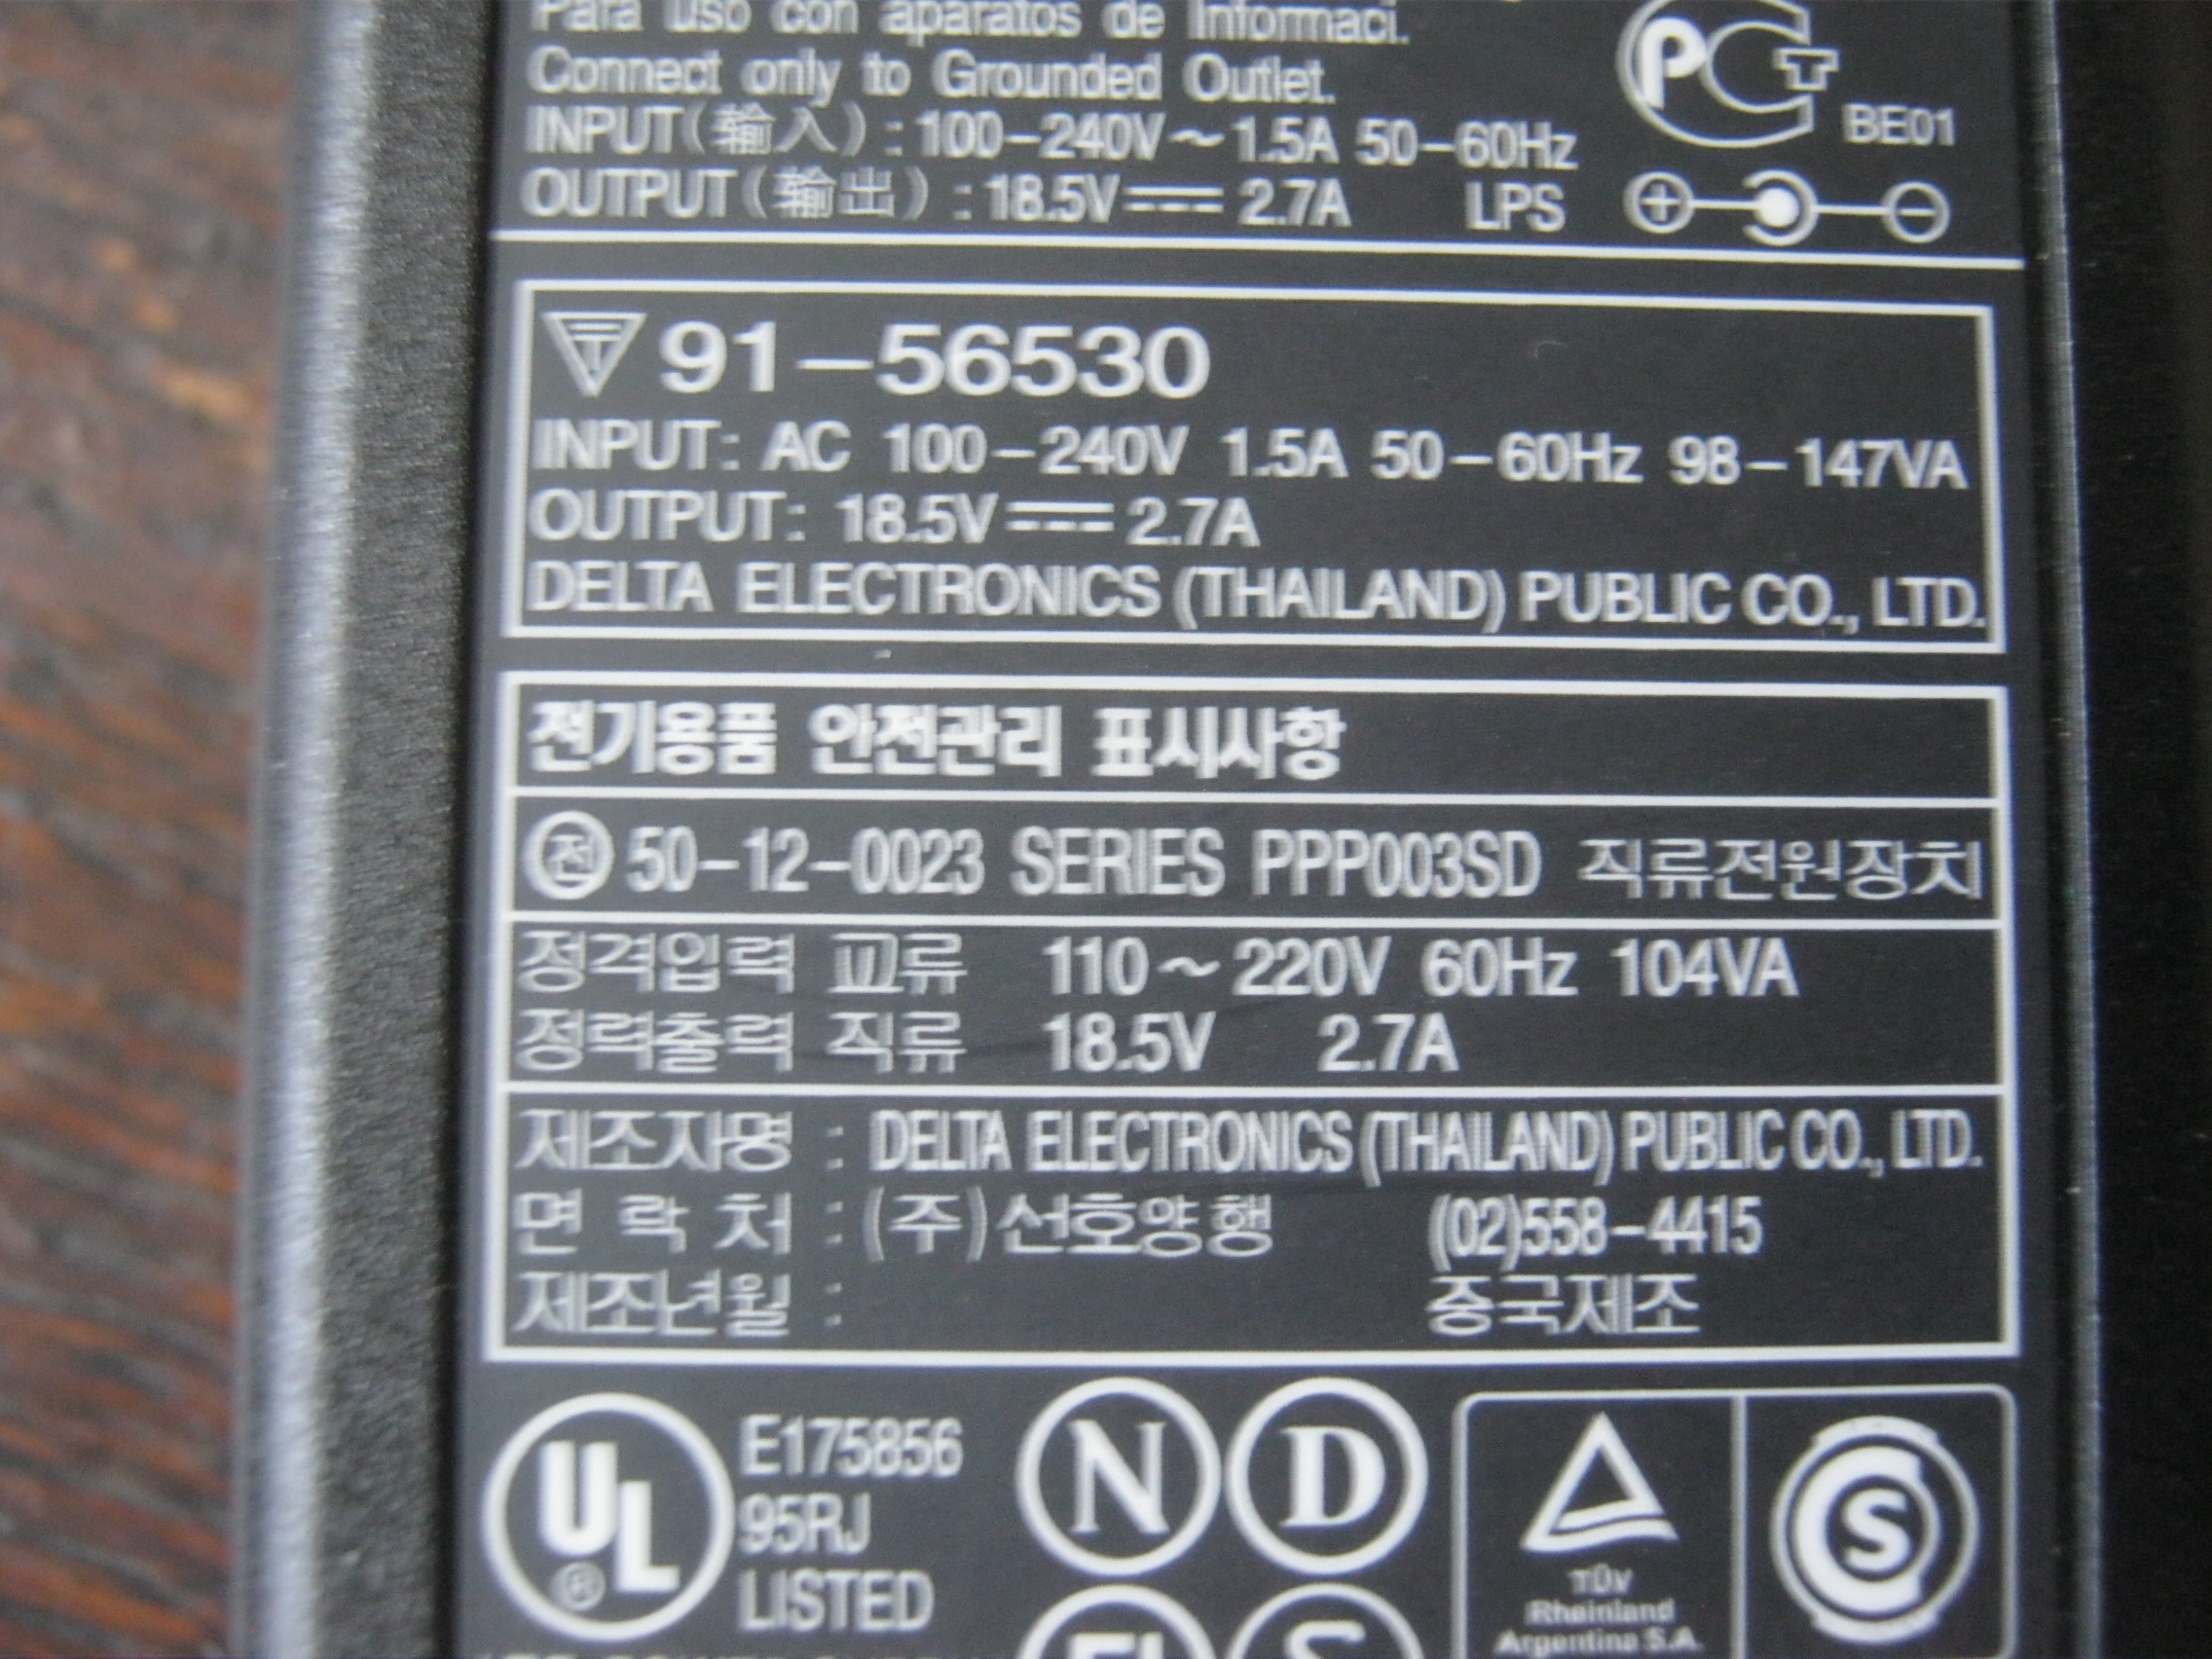 Para uso con aparatos de Informaci.
Connect only to Grounded Outlet.
INPUT(輸入) : 100-240V~1.5A 50-60Hz
OUTPUT(输出) : 18.5V⎓2.7A LPS
PCT BE01
91-56530
INPUT: AC 100-240V 1.5A 50-60Hz 98-147VA
OUTPUT: 18.5V⎓2.7A
DELTA ELECTRONICS (THAILAND) PUBLIC CO., LTD.
전기용품 안전관리 표시사항
전 50-12-0023 SERIES PPP003SD 직류전원장치
정격입력 교류 110~220V 60Hz 104VA
정력출력 직류 18.5V 2.7A
제조자명 : DELTA ELECTRONICS (THAILAND) PUBLIC CO., LTD.
면 락 처 : (주)선호양행 (02)558-4415
제조년월 : 중국제조
UL ®
E175856
95RJ
LISTED
N D
FI S
TÜV
Rheinland
Argentina S.A.
S